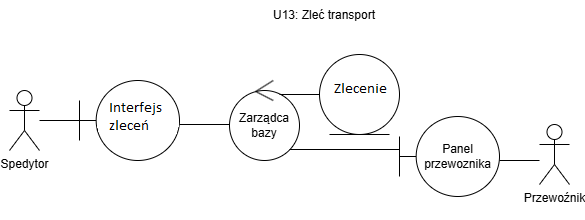 U13: Zleć transport
Interfejs
zleceń
Zarządca
bazy
Zlecenie
Panel
przewoznika
Spedytor
Przewoźnik